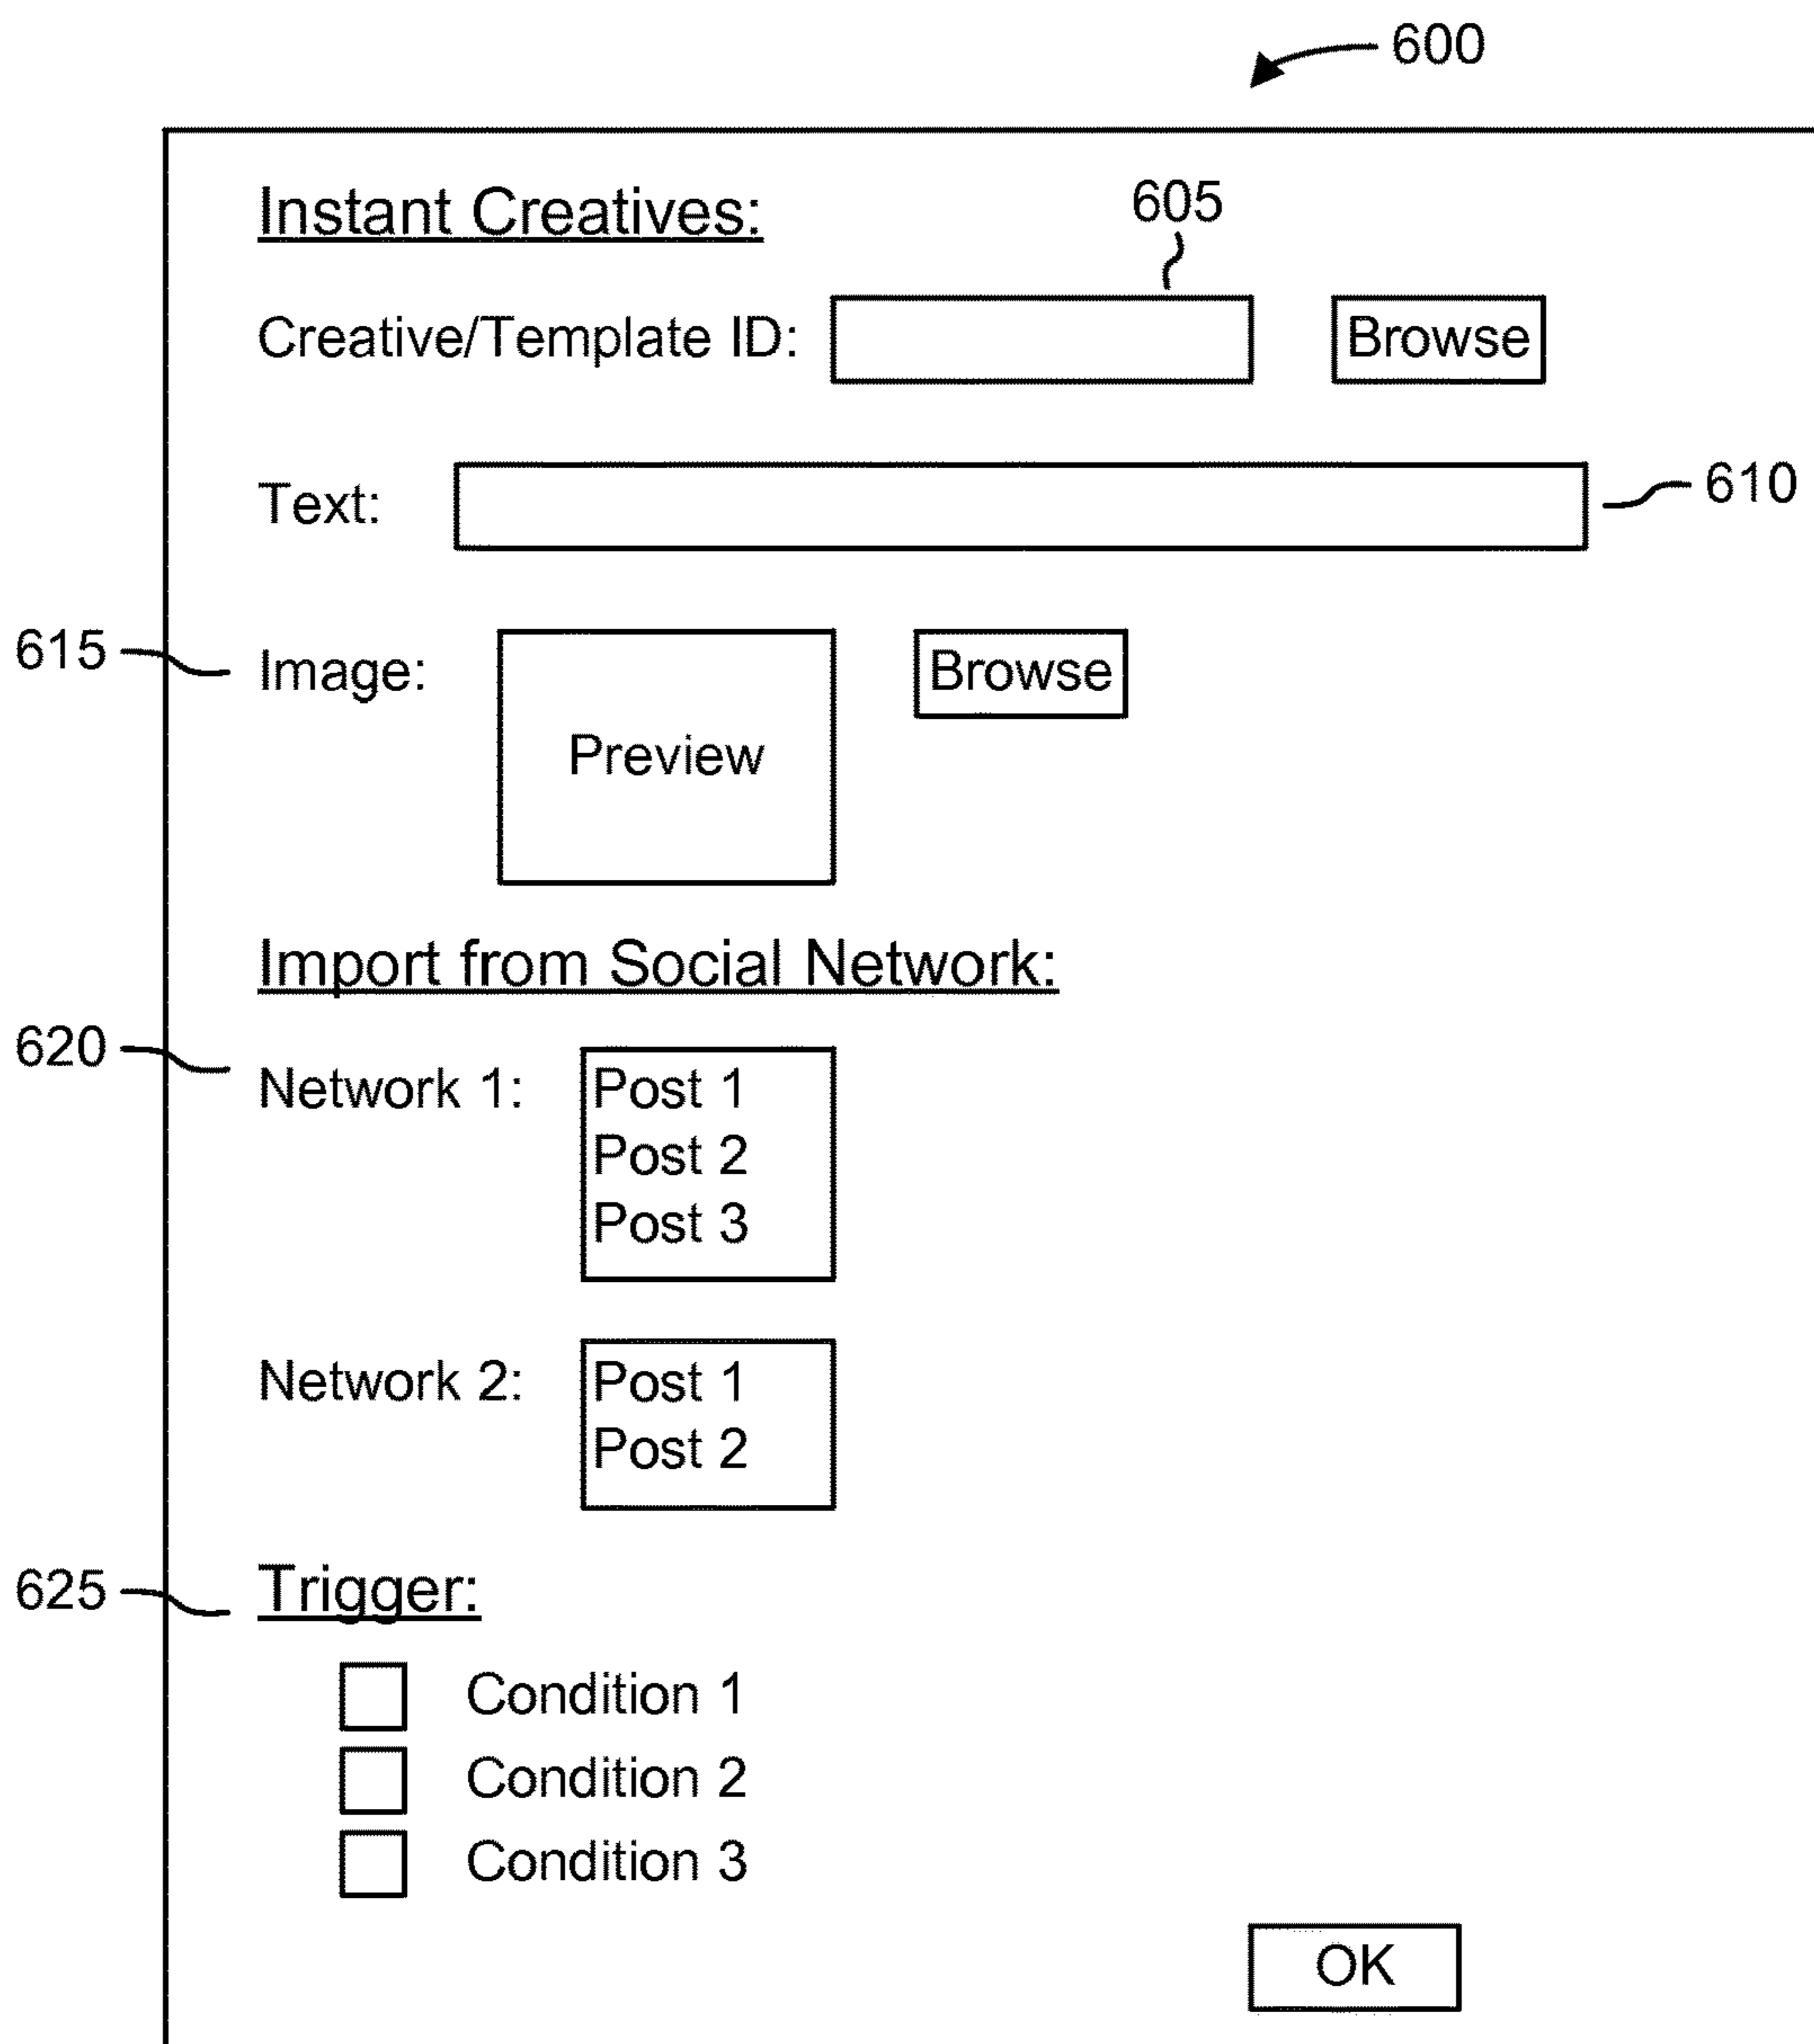 600
Instant Creatives:
605
Creative/Template ID: Browse
Text: 610
615 Image: Browse
Preview
Import from Social Network:
620 Network 1: Post 1
Post 2
Post 3
Network 2: Post 1
Post 2
625 Trigger:
Condition 1
Condition 2
Condition 3
OK